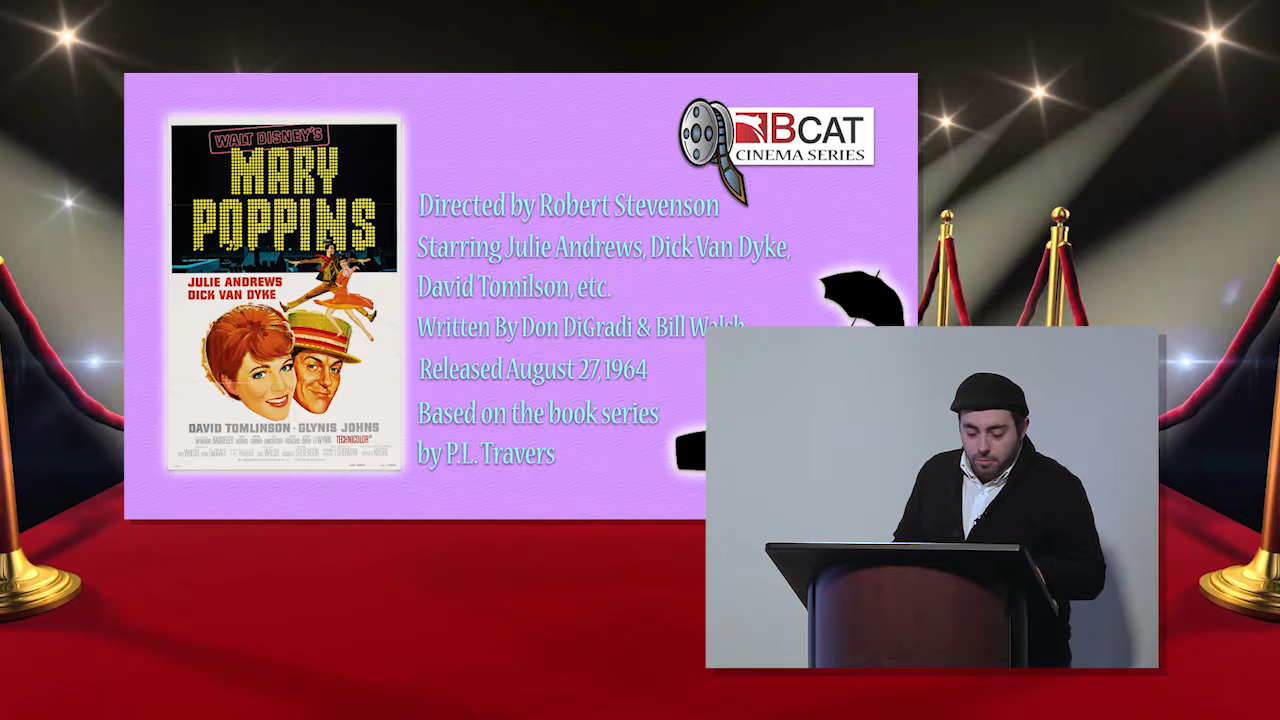 WALT DISNEY'S
MARY
POPPINS
JULIE ANDREWS
DICK VAN DYKE
DAVID TOMLINSON · GLYNIS JOHNS
TECHNICOLOR
BCAT
CINEMA SERIES
Directed by Robert Stevenson
Starring Julie Andrews, Dick Van Dyke,
David Tomilson, etc.
Written By Don DiGradi & Bill Walsh
Released August 27, 1964
Based on the book series
by P.L. Travers